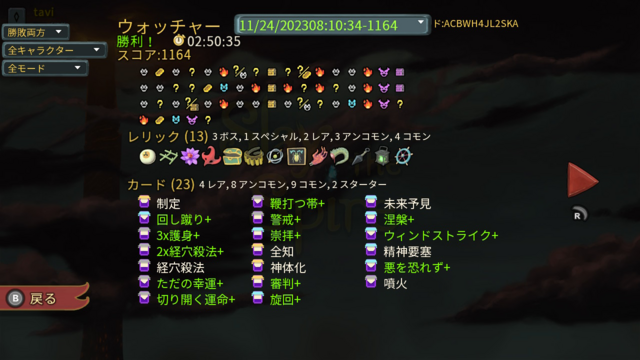 tavi
勝敗両方
全キャラクター
全モード
ウォッチャー
11/24/202308:10:34-1164
ド:ACBWH4JL2SKA
勝利！
02:50:35
スコア:1164
レリック (13) 3ボス, 1スペシャル, 2レア, 3アンコモン, 4コモン
カード (23) 4レア, 8アンコモン, 9コモン, 2スターター
制定
回し蹴り+
3x護身+
2x経穴殺法+
経穴殺法
ただの幸運+
切り開く運命+
鞭打つ帯+
警戒+
崇拝+
全知
神体化
審判+
旋回+
未来予見
涅槃+
ウィンドストライク+
精神要塞
悪を恐れず+
噴火
R
B 戻る